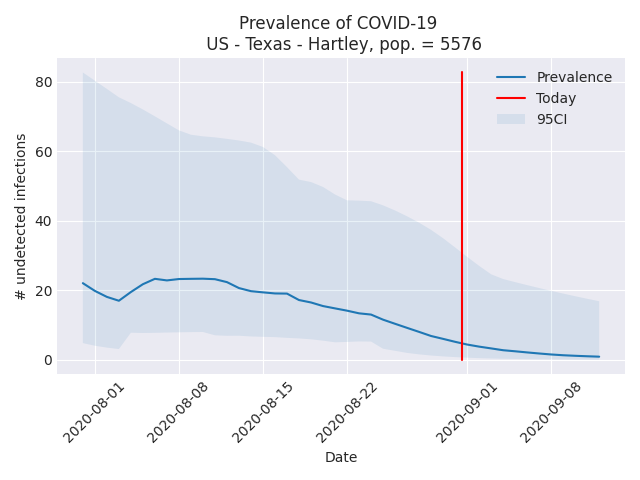 Prevalence of COVID-19
US - Texas - Hartley, pop. = 5576
Prevalence
Today
95CI
# undetected infections
80
60
40
20
0
2020-08-01
2020-08-08
2020-08-15
2020-08-22
2020-09-01
2020-09-08
Date